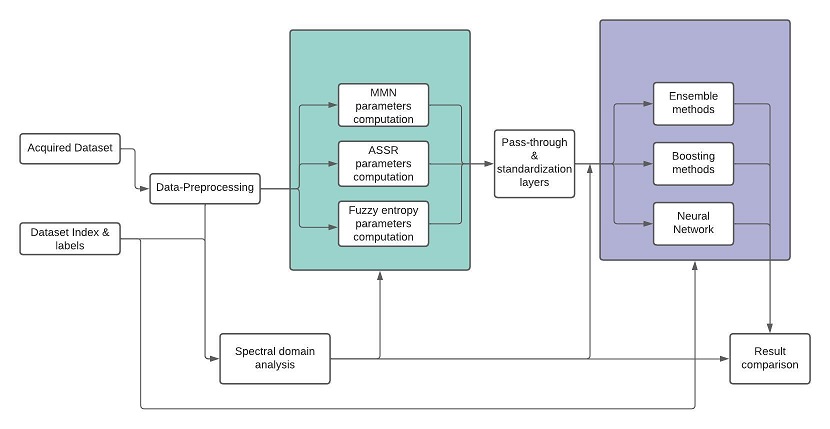 Acquired Dataset
Dataset Index &
labels
Data-Preprocessing
Spectral domain
analysis
MMN
parameters
computation
ASSR
parameters
computation
Fuzzy entropy
parameters
computation
Pass-through
&
standardization
layers
Ensemble
methods
Boosting
methods
Neural
Network
Result
comparison